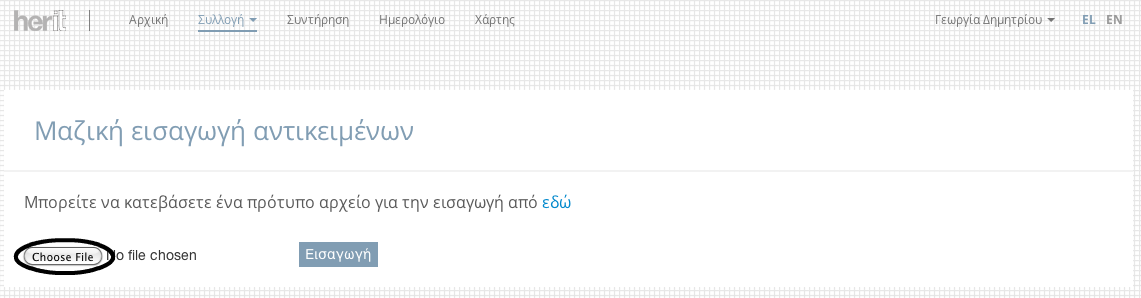 herit Αρχική Συλλογή Συντήρηση Ημερολόγιο Χάρτης Γεωργία Δημητρίου EL EN
Μαζική εισαγωγή αντικειμένων
Μπορείτε να κατεβάσετε ένα πρότυπο αρχείο για την εισαγωγή από εδώ
Choose File No file chosen Εισαγωγή